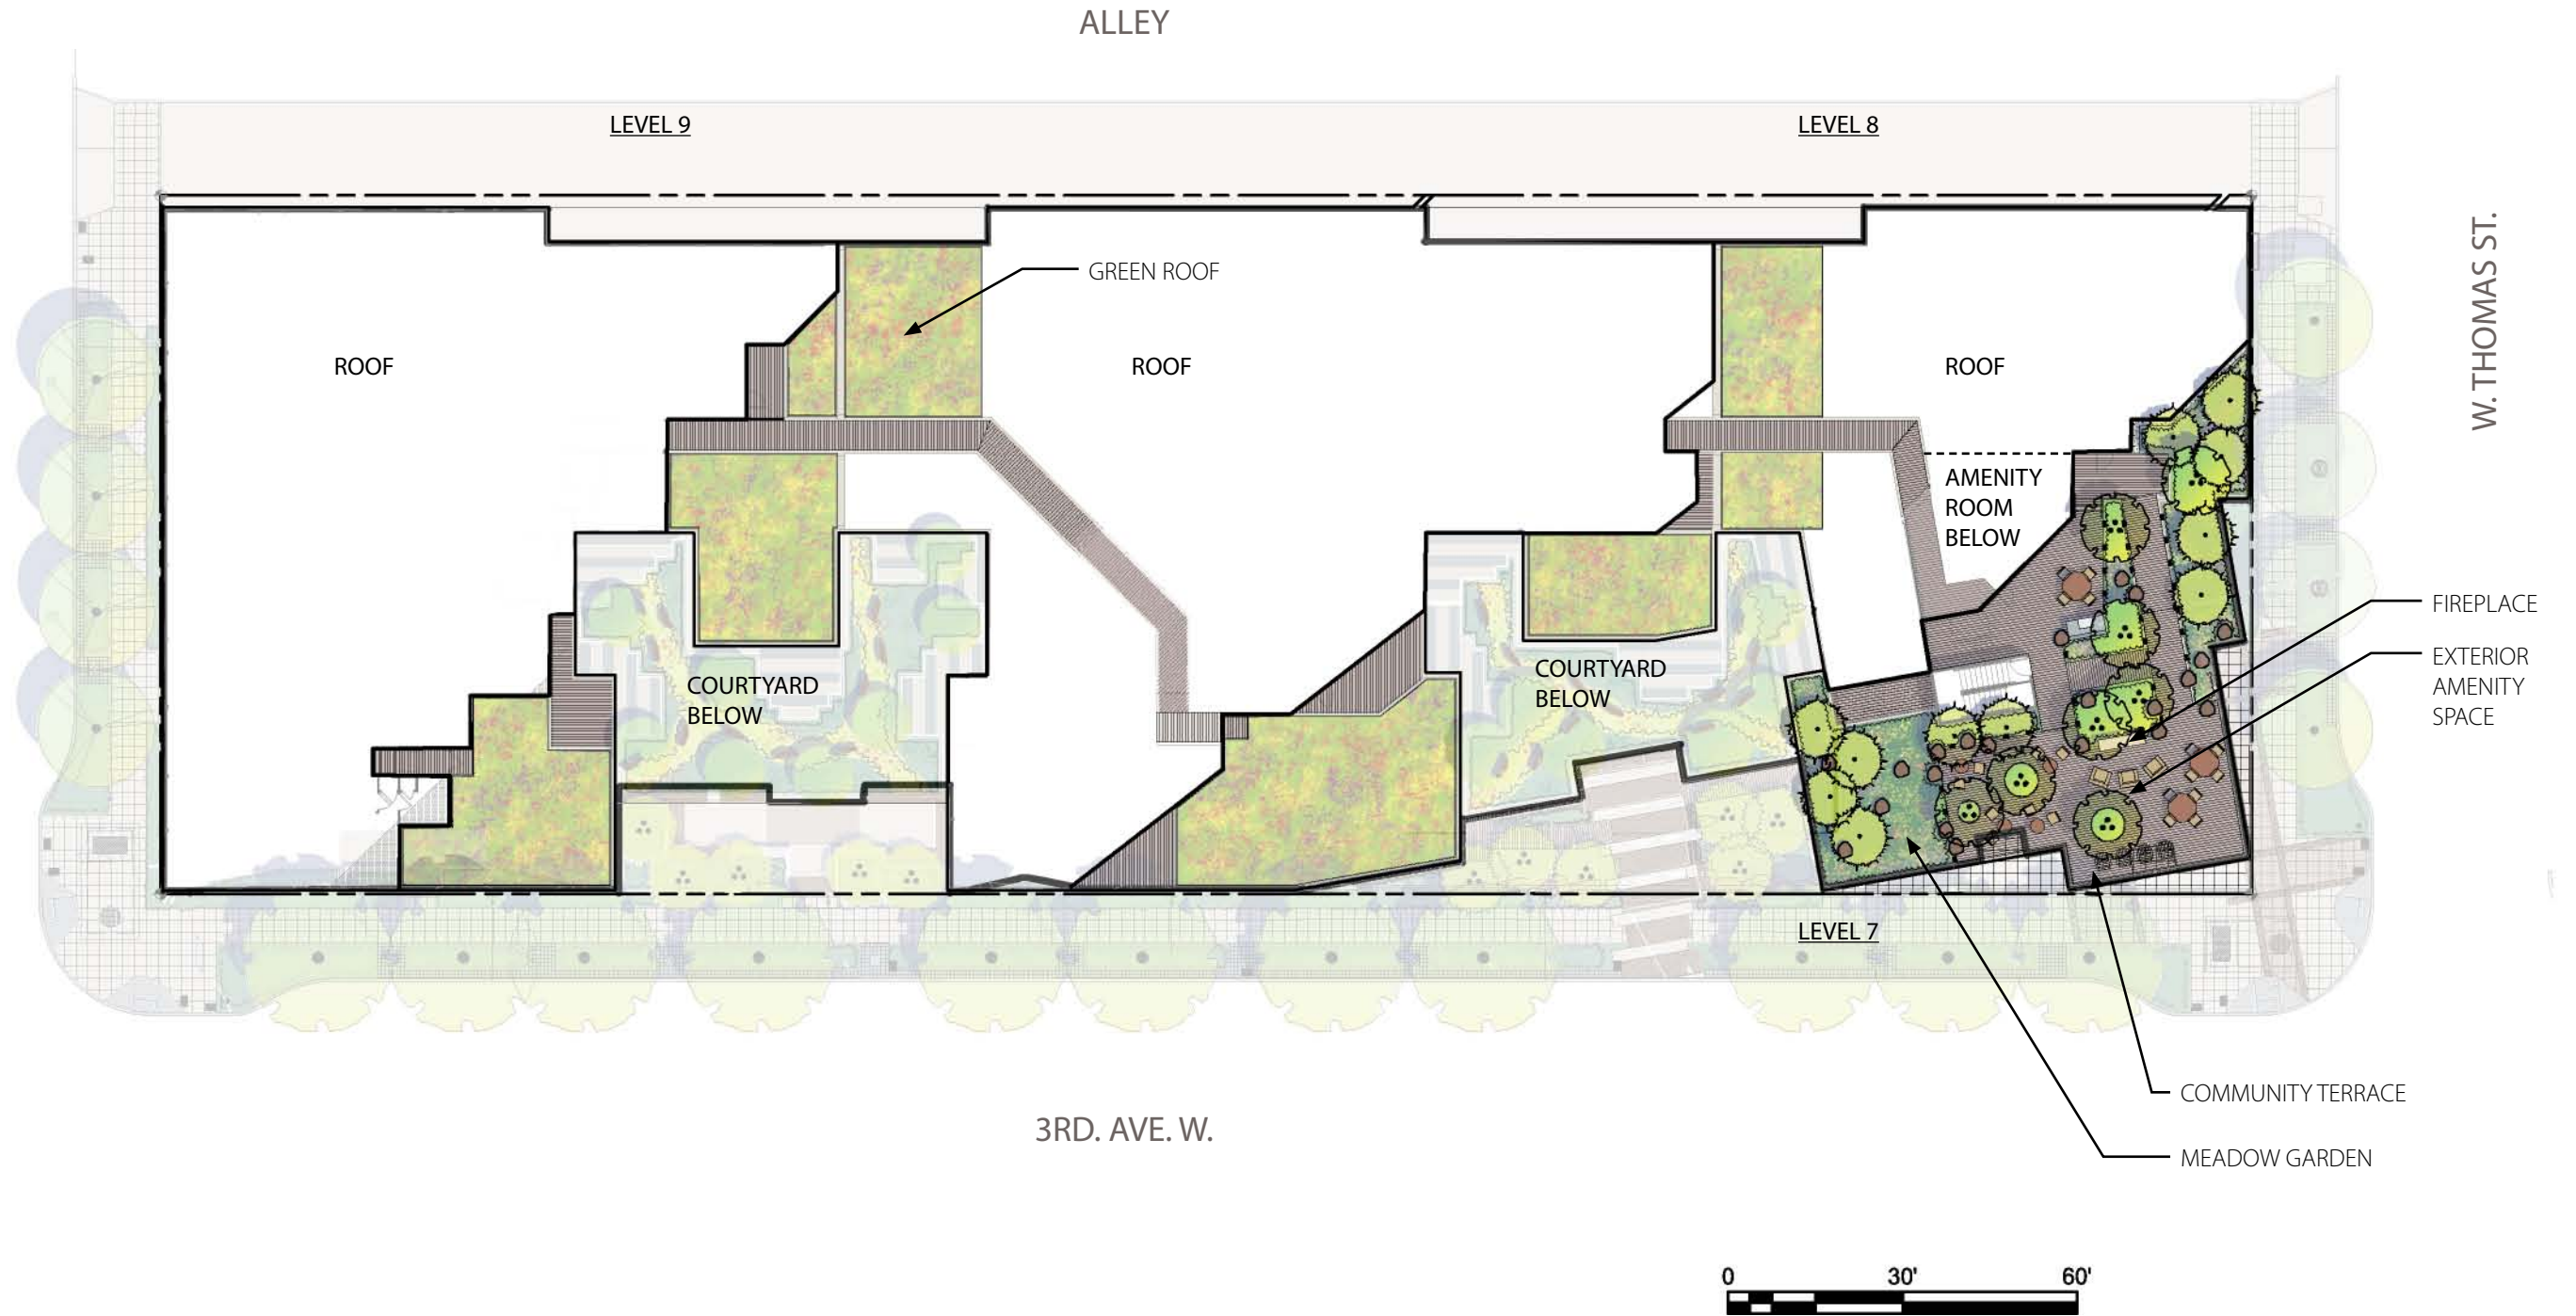 ALLEY
LEVEL 9
LEVEL 8
W. THOMAS ST.
GREEN ROOF
ROOF
ROOF
ROOF
AMENITY
ROOM
BELOW
FIREPLACE
EXTERIOR
AMENITY
SPACE
COURTYARD
BELOW
COURTYARD
BELOW
LEVEL 7
COMMUNITY TERRACE
3RD. AVE. W.
MEADOW GARDEN
0 30' 60'